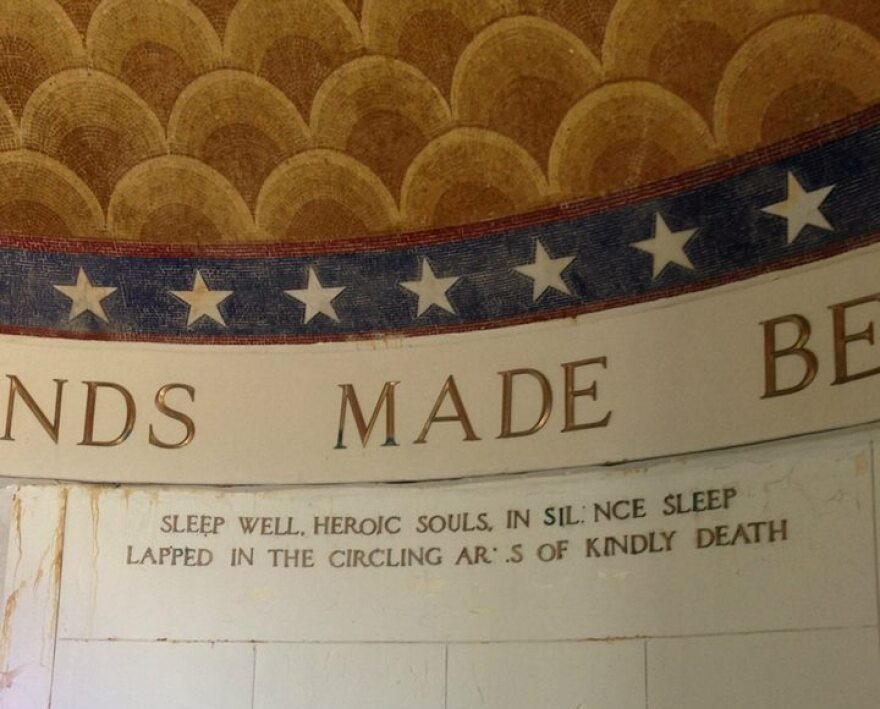 NDS MADE BE
SLEEP WELL, HEROIC SOULS, IN SIL NCE SLEEP
LAPPED IN THE CIRCLING AR S OF KINDLY DEATH